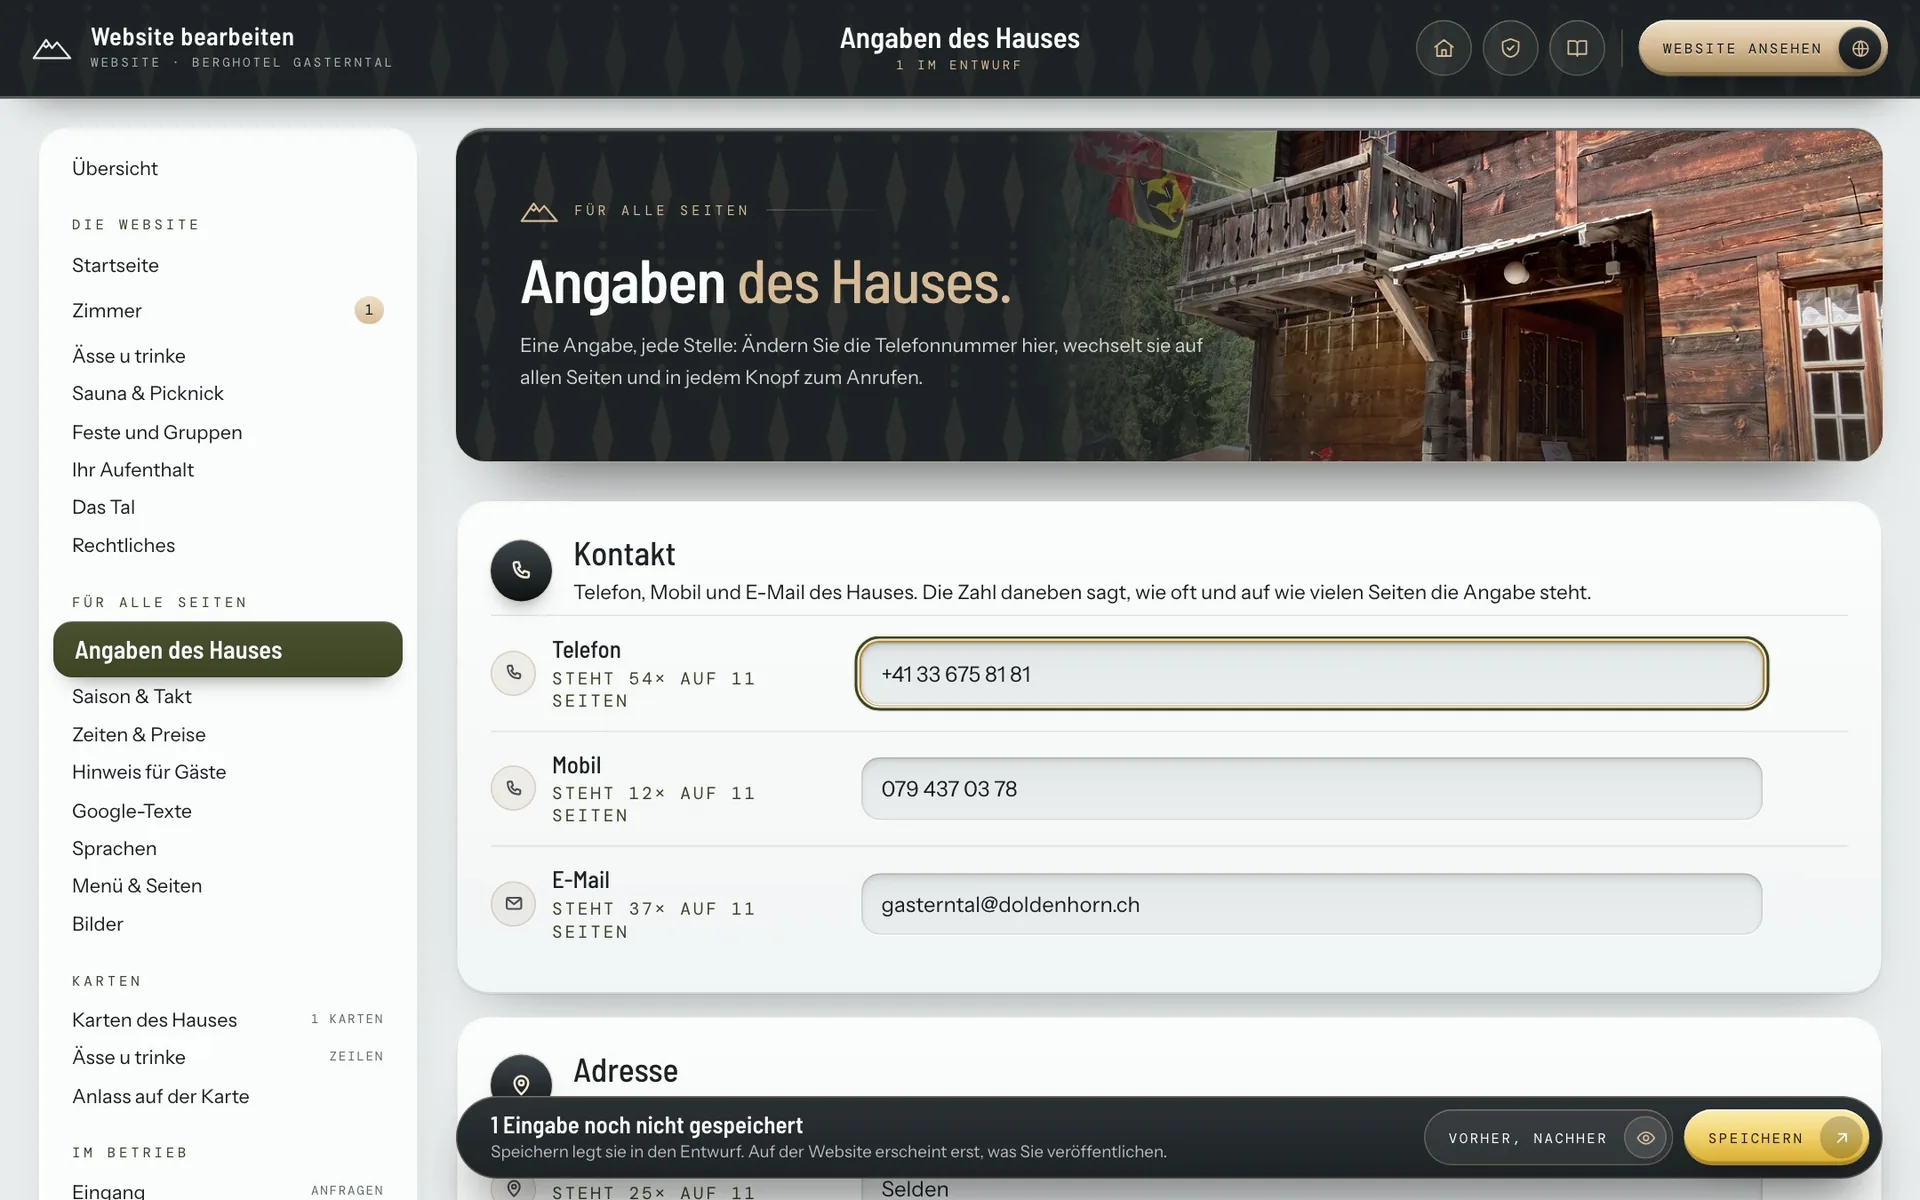 Website bearbeiten
WEBSITE · BERGHOTEL GASTERNTAL
Angaben des Hauses
1 IM ENTWURF
WEBSITE ANSEHEN
Übersicht
DIE WEBSITE
Startseite
Zimmer 1
Ässe u trinke
Sauna & Picknick
Feste und Gruppen
Ihr Aufenthalt
Das Tal
Rechtliches
FÜR ALLE SEITEN
Angaben des Hauses
Saison & Takt
Zeiten & Preise
Hinweis für Gäste
Google-Texte
Sprachen
Menü & Seiten
Bilder
KARTEN
Karten des Hauses 1 KARTEN
Ässe u trinke ZEILEN
Anlass auf der Karte
IM BETRIEB
Eingang ANFRAGEN
FÜR ALLE SEITEN
Angaben des Hauses.
Eine Angabe, jede Stelle: Ändern Sie die Telefonnummer hier, wechselt sie auf
allen Seiten und in jedem Knopf zum Anrufen.
Kontakt
Telefon, Mobil und E-Mail des Hauses. Die Zahl daneben sagt, wie oft und auf wie vielen Seiten die Angabe steht.
Telefon
STEHT 54× AUF 11
SEITEN
+41 33 675 81 81
Mobil
STEHT 12× AUF 11
SEITEN
079 437 03 78
E-Mail
STEHT 37× AUF 11
SEITEN
gasterntal@doldenhorn.ch
Adresse
1 Eingabe noch nicht gespeichert
Speichern legt sie in den Entwurf. Auf der Website erscheint erst, was Sie veröffentlichen.
VORHER, NACHHER
SPEICHERN
STEHT 25× AUF 11
Selden